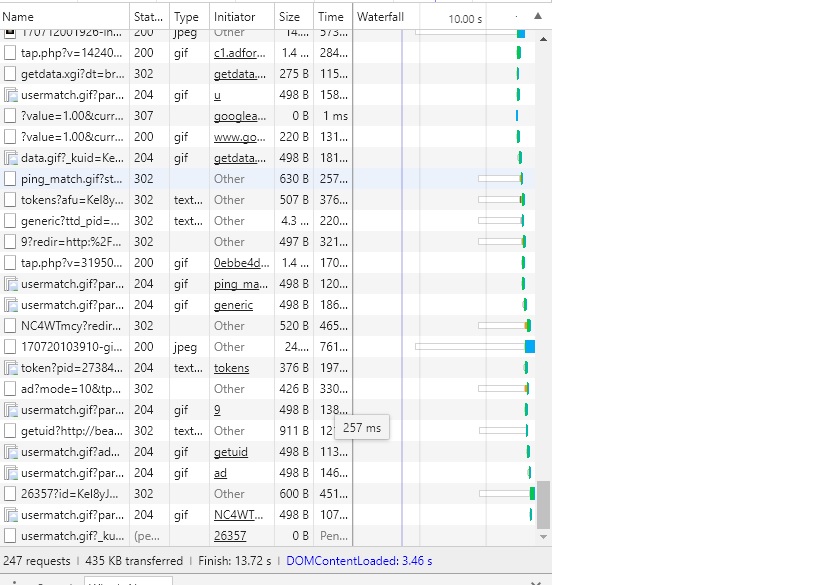 Name Stat... Type Initiator Size Time Waterfall 10.00 s
170712001926-in... 200 jpeg Other 14.... 573...
tap.php?v=14240... 200 gif c1.adfor... 1.4 ... 284...
getdata.xgi?dt=br... 302 getdata.... 275 B 115...
usermatch.gif?par... 204 gif u 498 B 158...
?value=1.00&curr... 307 googlea... 0 B 1 ms
?value=1.00&curr... 200 gif www.go... 220 B 131...
data.gif?_kuid=Ke... 204 gif getdata.... 498 B 181...
ping_match.gif?st... 302 Other 630 B 257...
tokens?afu=Kel8y... 302 text... Other 507 B 376...
generic?ttd_pid=... 302 text... Other 4.3 ... 220...
9?redir=http:%2F... 302 Other 497 B 321...
tap.php?v=31950... 200 gif 0ebbe4d... 1.4 ... 170...
usermatch.gif?par... 204 gif ping_ma... 498 B 120...
usermatch.gif?par... 204 gif generic 498 B 186...
NC4WTmcy?redir... 302 Other 520 B 465...
170720103910-gi... 200 jpeg Other 24.... 761...
token?pid=27384... 204 text... tokens 376 B 197...
ad?mode=10&tp... 302 Other 426 B 330...
usermatch.gif?par... 204 gif 9 498 B 138...
getuid?http://bea... 302 text... Other 911 B 257 ms
usermatch.gif?ad... 204 gif getuid 498 B 113...
usermatch.gif?par... 204 gif ad 498 B 146...
26357?id=Kel8yJ... 302 Other 600 B 451...
usermatch.gif?par... 204 gif NC4WT... 498 B 107...
usermatch.gif?_ku... (pe... 26357 0 B Pen...
247 requests | 435 KB transferred | Finish: 13.72 s | DOMContentLoaded: 3.46 s